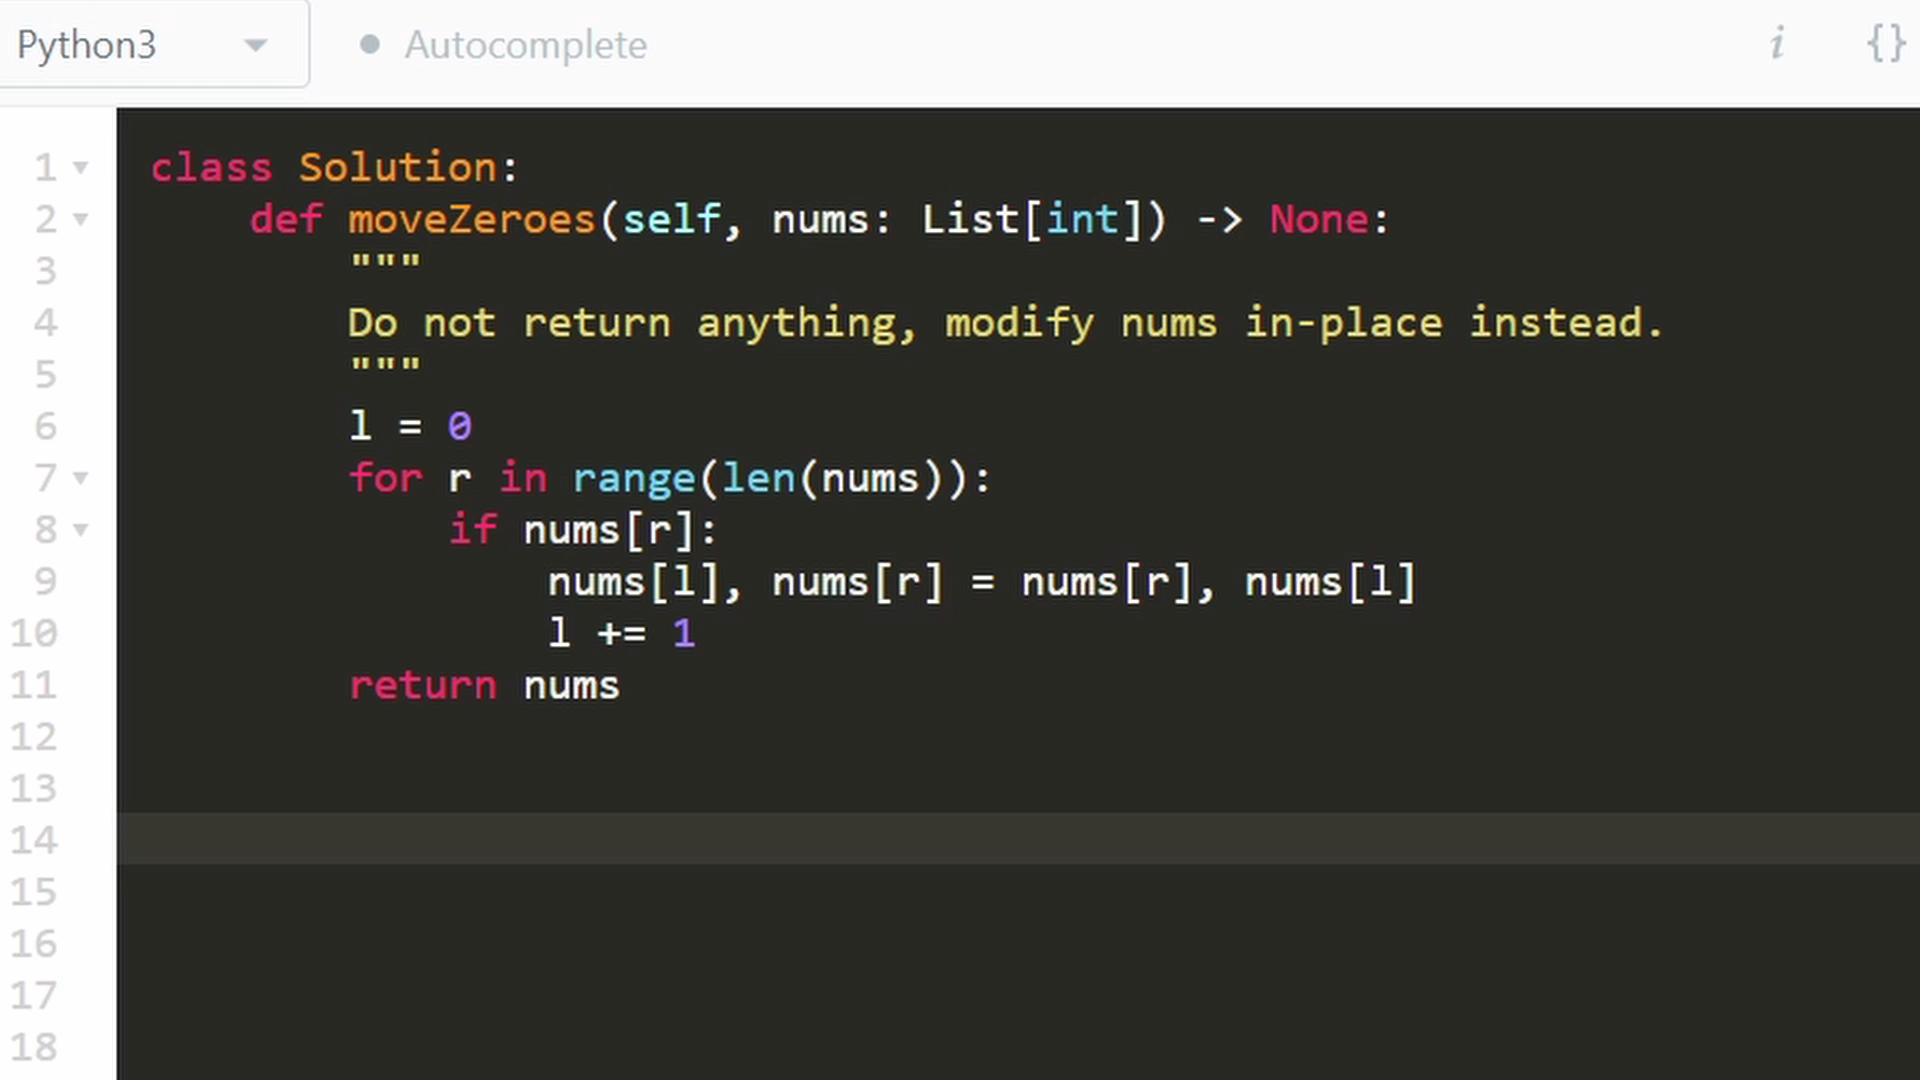 Python3 Autocomplete i {}
1 class Solution:
2 def moveZeroes(self, nums: List[int]) -> None:
3 """
4 Do not return anything, modify nums in-place instead.
5 """
6 l = 0
7 for r in range(len(nums)):
8 if nums[r]:
9 nums[l], nums[r] = nums[r], nums[l]
10 l += 1
11 return nums
12
13
14
15
16
17
18